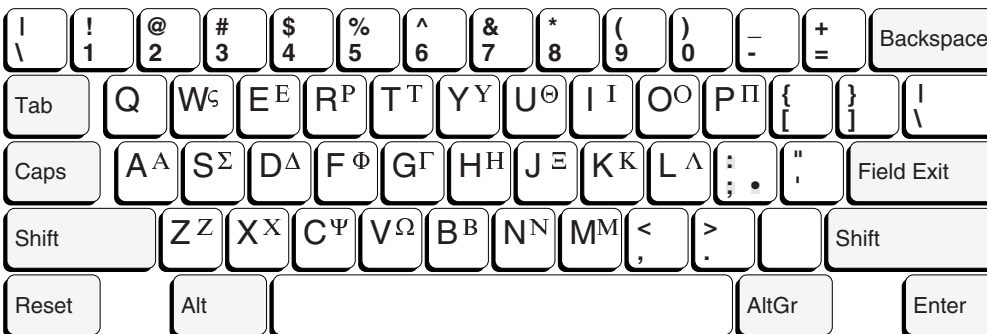 | ! @ # $ % ^ & * ( ) _ +
\ 1 2 3 4 5 6 7 8 9 0 - = Backspace
Tab Q Wς EΕ RΡ TΤ YΥ UΘ IΙ OΟ PΠ { } |
[ ] \
Caps AΑ SΣ DΔ FΦ GΓ HΗ JΞ KΚ LΛ : " Field Exit
; • '
Shift ZΖ XΧ CΨ VΩ BΒ NΝ MΜ < > Shift
, .
Reset Alt AltGr Enter